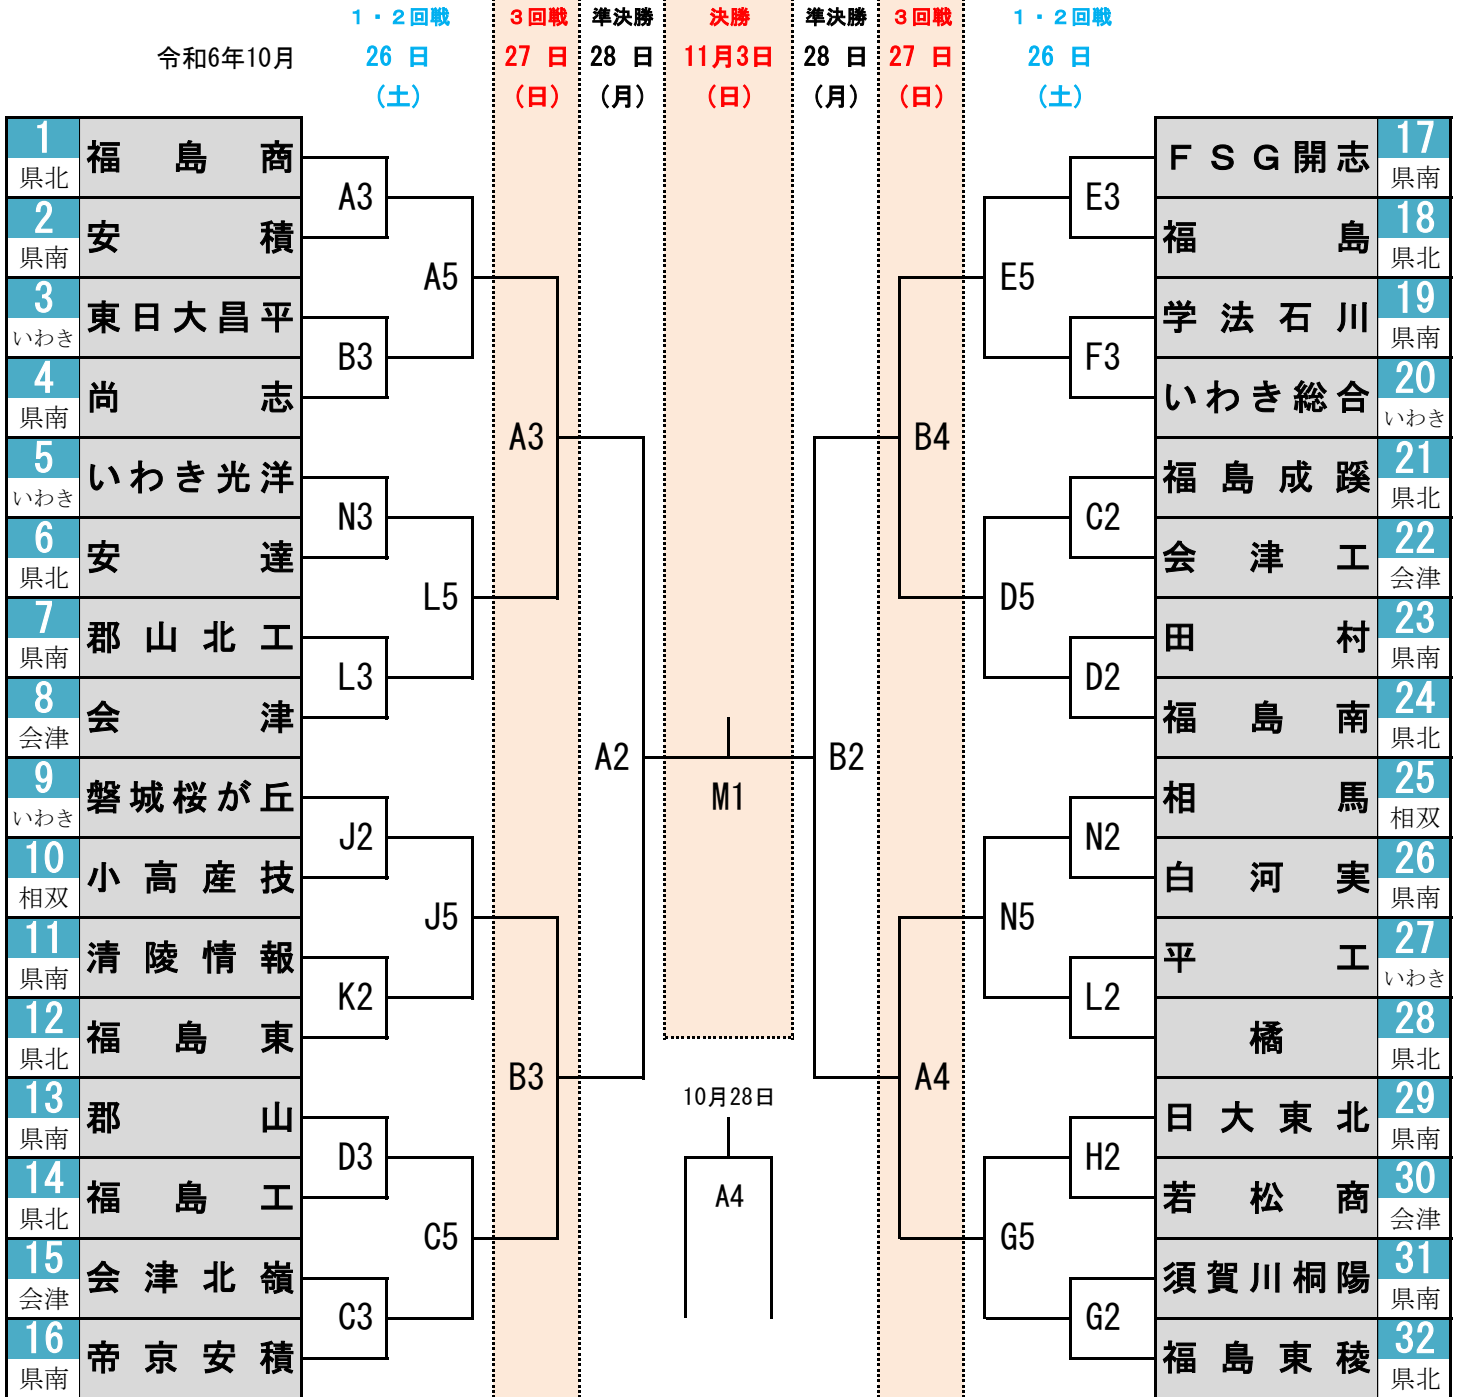 1・2回戦 3回戦 準決勝 決勝 準決勝 3回戦 1・2回戦
令和6年10月 26 日 27 日 28 日 11月3日 28 日 27 日 26 日
（土） （日） （月） （日） （月） （日） （土）
1 県北 福島商
2 県南 安積
3 いわき 東日大昌平
4 県南 尚志
5 いわき いわき光洋
6 県北 安達
7 県南 郡山北工
8 会津 会津
9 いわき 磐城桜が丘
10 相双 小高産技
11 県南 清陵情報
12 県北 福島東
13 県南 郡山
14 県北 福島工
15 会津 会津北嶺
16 県南 帝京安積
A3
B3
N3
L3
J2
K2
D3
C3
A5
L5
J5
C5
A3
B3
A2
M1
10月28日
A4
B2
B4
A4
E5
D5
N5
G5
E3
F3
C2
D2
N2
L2
H2
G2
FSG開志 17 県南
福島 18 県北
学法石川 19 県南
いわき総合 20 いわき
福島成蹊 21 県北
会津工 22 会津
田村 23 県南
福島南 24 県北
相馬 25 相双
白河実 26 県南
平工 27 いわき
橘 28 県北
日大東北 29 県南
若松商 30 会津
須賀川桐陽 31 県南
福島東稜 32 県北